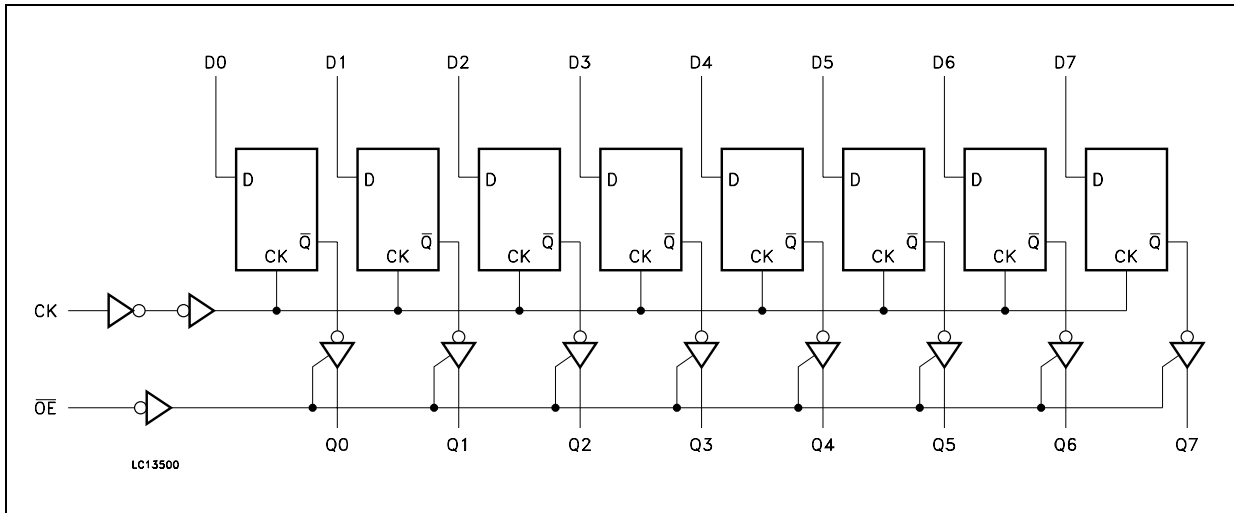 D0 D1 D2 D3 D4 D5 D6 D7
D D D D D D D D
Q̅ Q̅ Q̅ Q̅ Q̅ Q̅ Q̅ Q̅
CK CK CK CK CK CK CK CK
CK
O̅E̅
Q0 Q1 Q2 Q3 Q4 Q5 Q6 Q7
LC13500